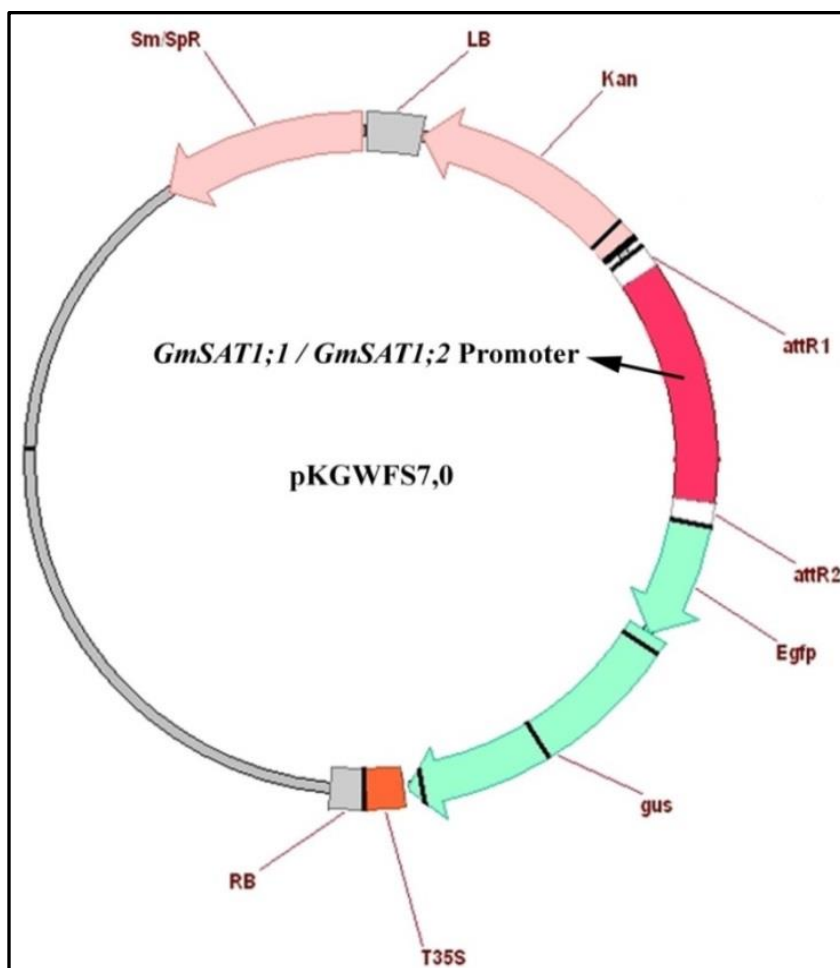 Sm/SpR
LB
Kan
attR1
GmSAT1;1 / GmSAT1;2 Promoter
pKGWFS7,0
attR2
Egfp
gus
RB
T35S